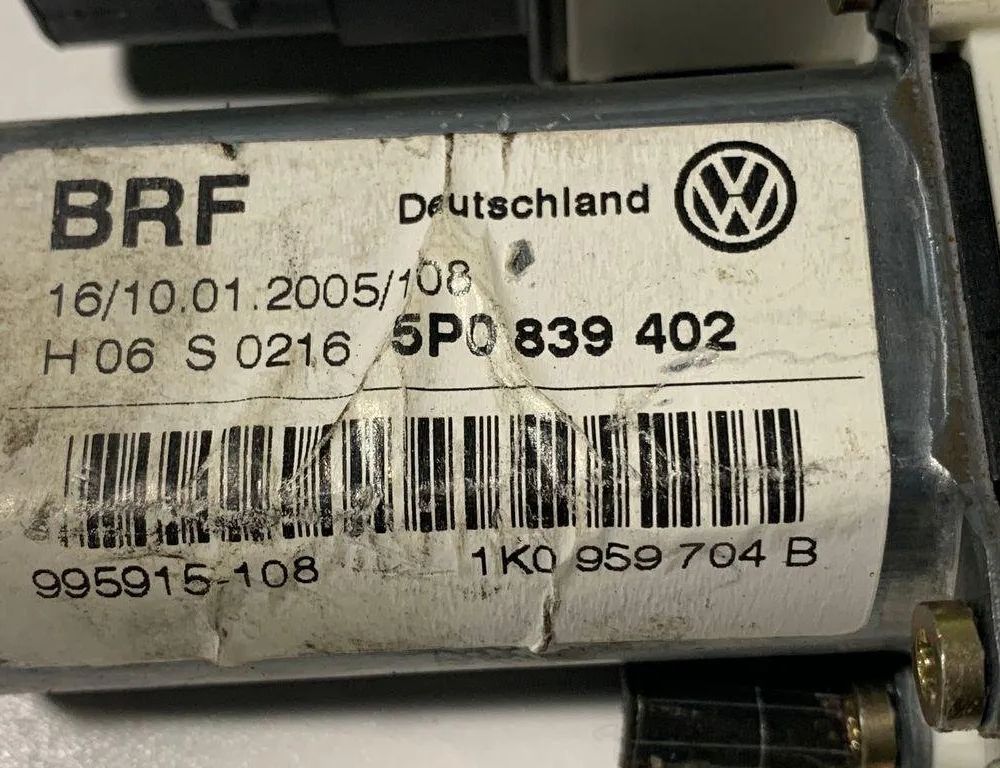 BRF
Deutschland
16/10.01.2005/108
H 06 S 0216 5P0 839 402
995915-108 1K0 959 704 B